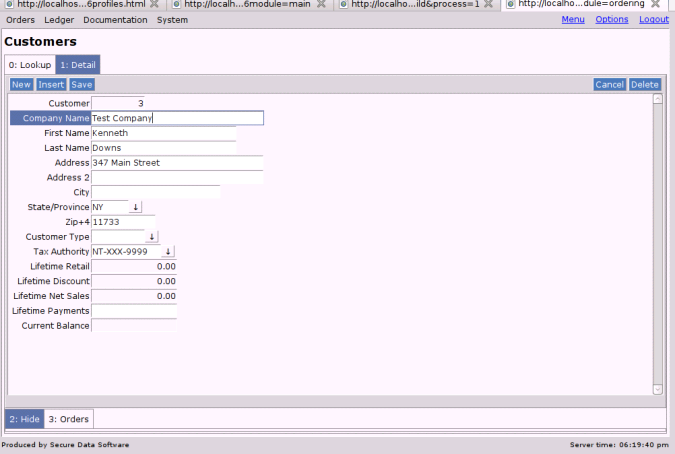 http://localhos...6profiles.html http://localh...6module=main http://localho...ild&process=1 http://localho...dule=ordering
Orders Ledger Documentation System Menu Options Logout
Customers
0: Lookup 1: Detail
New Insert Save Cancel Delete
Customer 3
Company Name Test Company
First Name Kenneth
Last Name Downs
Address 347 Main Street
Address 2
City
State/Province NY ↓
Zip+4 11733
Customer Type ↓
Tax Authority NT-XXX-9999 ↓
Lifetime Retail 0.00
Lifetime Discount 0.00
Lifetime Net Sales 0.00
Lifetime Payments
Current Balance
2: Hide 3: Orders
Produced by Secure Data Software Server time: 06:19:40 pm